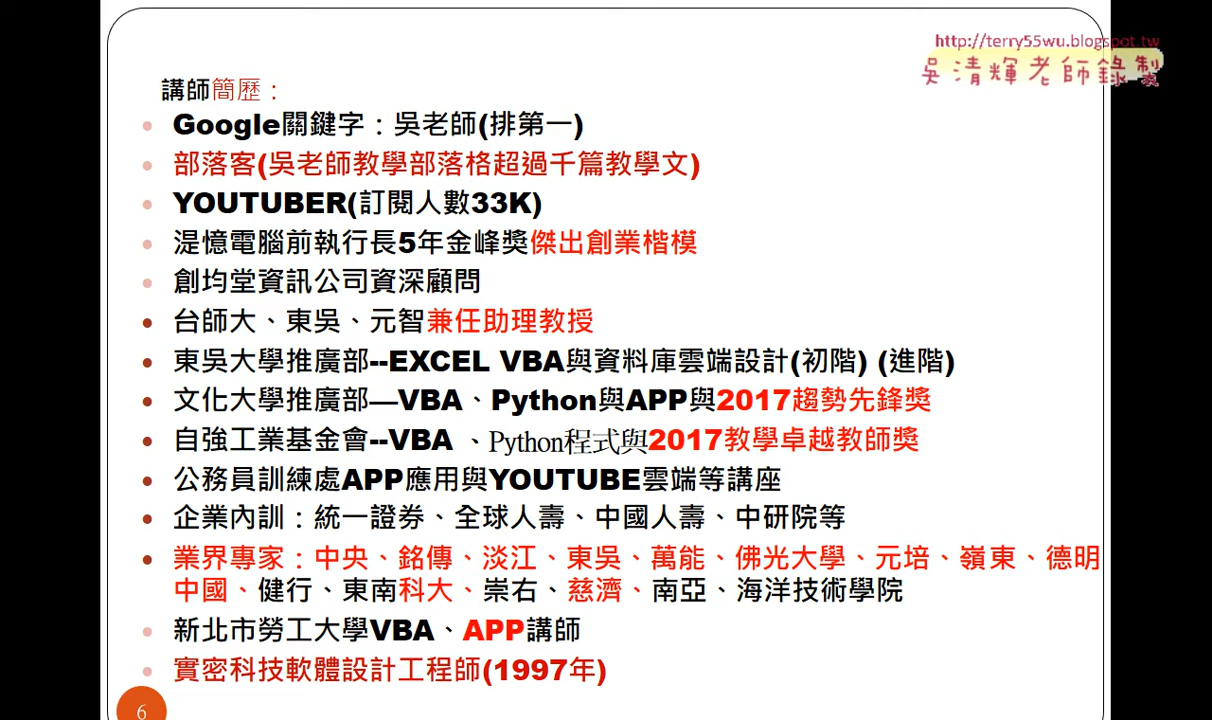 http://terry55wu.blogspot.tw
吳清輝老師錄製
講師簡歷：
Google關鍵字：吳老師(排第一)
部落客(吳老師教學部落格超過千篇教學文)
YOUTUBER(訂閱人數33K)
湜憶電腦前執行長5年金峰獎傑出創業楷模
創均堂資訊公司資深顧問
台師大、東吳、元智兼任助理教授
東吳大學推廣部--EXCEL VBA與資料庫雲端設計(初階) (進階)
文化大學推廣部—VBA、Python與APP與2017趨勢先鋒獎
自強工業基金會--VBA 、Python程式與2017教學卓越教師獎
公務員訓練處APP應用與YOUTUBE雲端等講座
企業內訓：統一證券、全球人壽、中國人壽、中研院等
業界專家：中央、銘傳、淡江、東吳、萬能、佛光大學、元培、嶺東、德明
中國、健行、東南科大、崇右、慈濟、南亞、海洋技術學院
新北市勞工大學VBA、APP講師
實密科技軟體設計工程師(1997年)
6